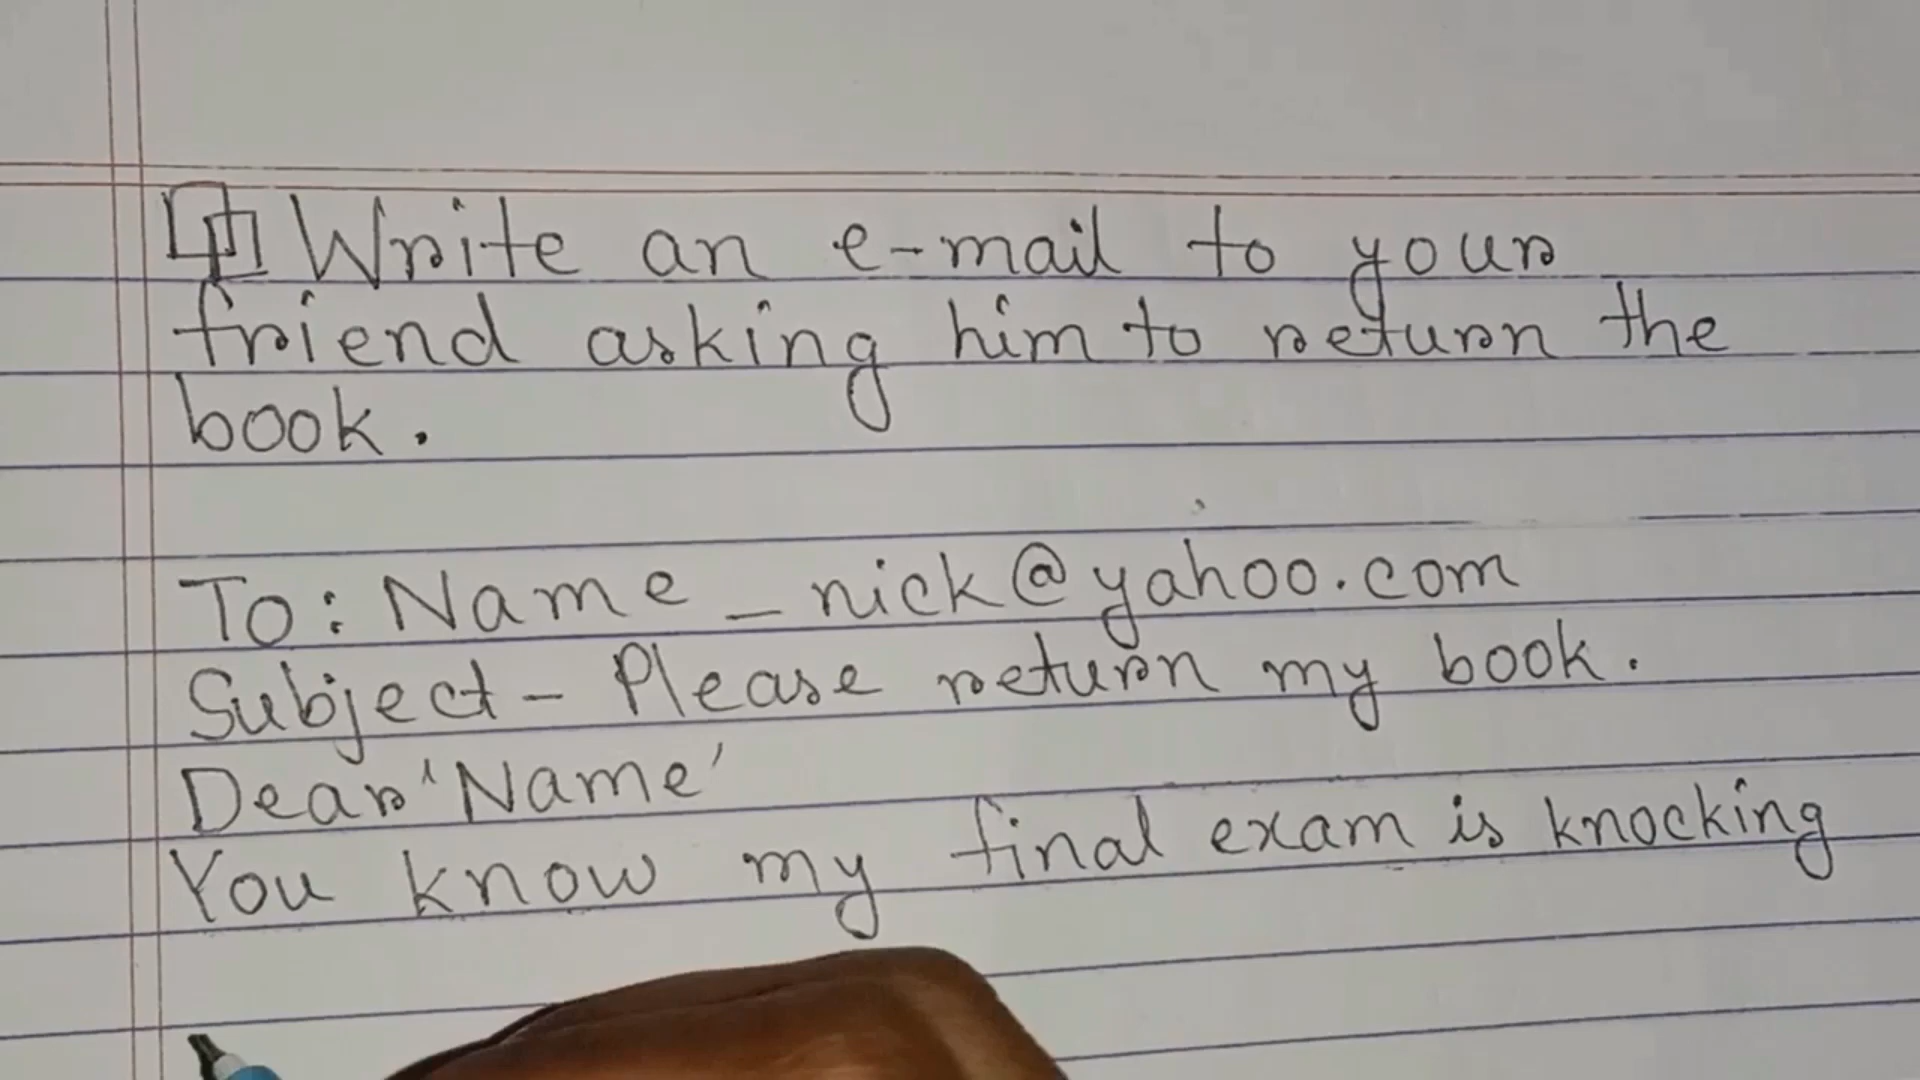 Write an e-mail to your
friend asking him to return the
book.
To: Name_nick@yahoo.com
Subject - Please return my book.
Dear 'Name'
You know my final exam is knocking